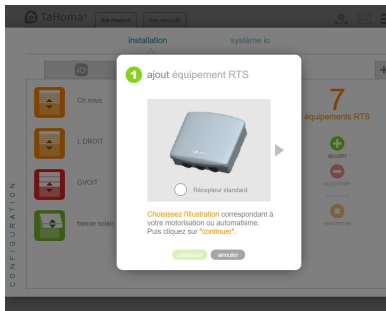 TaHoma®
ma maison
ma sécurité
installation
système io
IO
Ch nous
L DROIT
GVOIT
banne soleil
CONFIGURATION
1 ajout équipement RTS
Récepteur standard
Choisissez l'illustration correspondant à
votre motorisation ou automatisme.
Puis cliquez sur "continuer".
continuer
annuler
7
équipements RTS
ajouter
supprimer